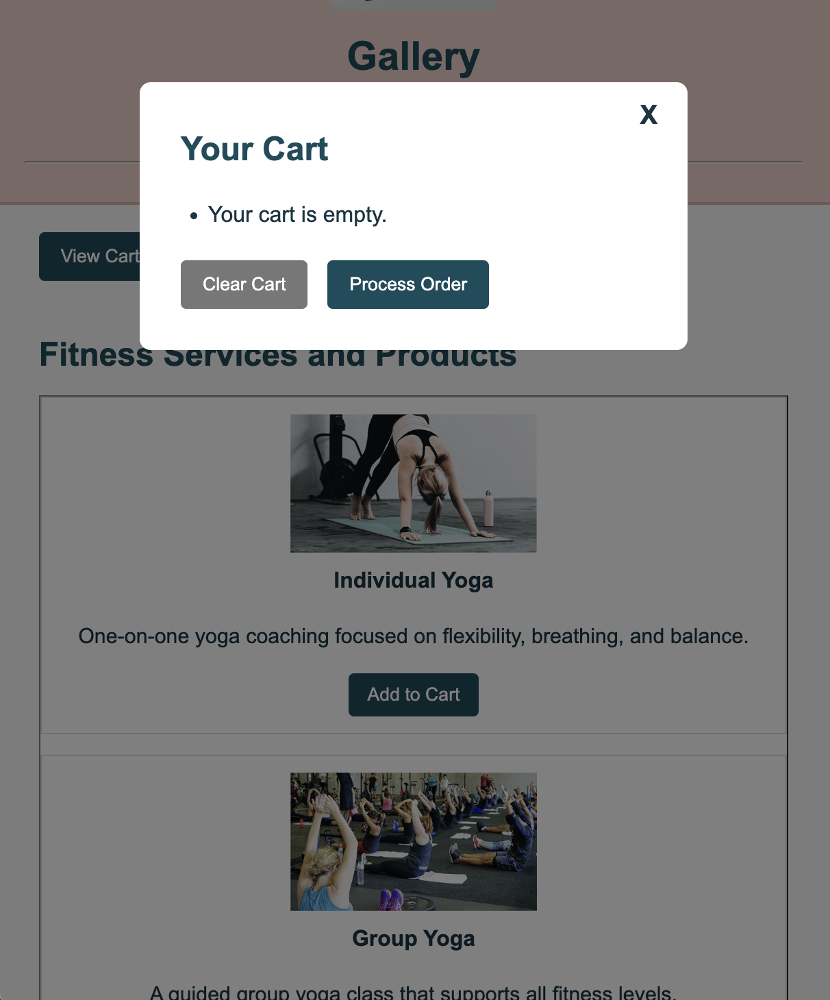 Gallery
X
Your Cart
• Your cart is empty.
Clear Cart
Process Order
View Cart
Fitness Services and Products
Individual Yoga
One-on-one yoga coaching focused on flexibility, breathing, and balance.
Add to Cart
Group Yoga
A guided group yoga class that supports all fitness levels.